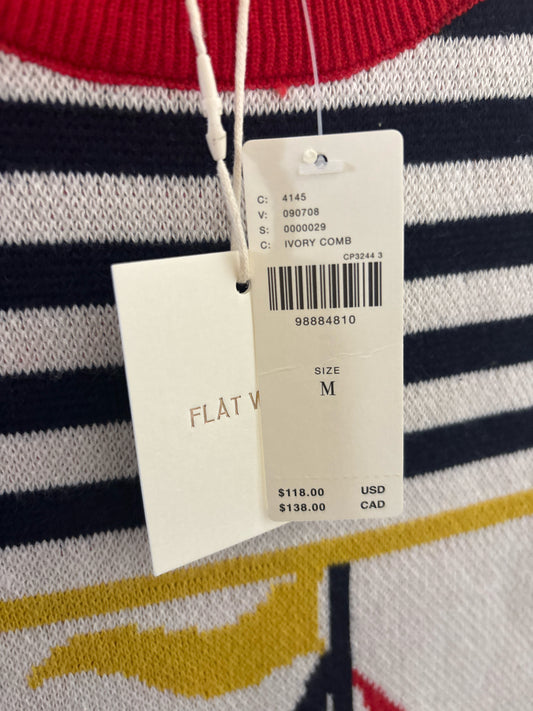 C: 4145
V: 090708
S: 0000029
C: IVORY COMB
CP3244 3
98884810
SIZE
M
FLAT
$118.00 USD
$138.00 CAD